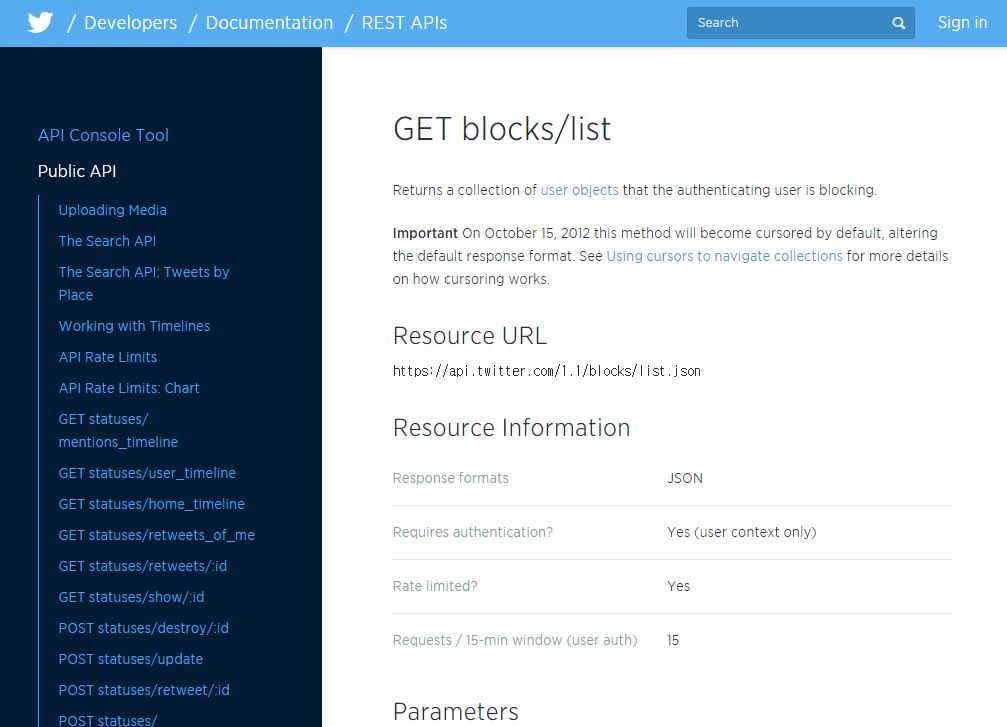 / Developers / Documentation / REST APIs
Search
Sign in
API Console Tool
Public API
Uploading Media
The Search API
The Search API: Tweets by
Place
Working with Timelines
API Rate Limits
API Rate Limits: Chart
GET statuses/
mentions_timeline
GET statuses/user_timeline
GET statuses/home_timeline
GET statuses/retweets_of_me
GET statuses/retweets/:id
GET statuses/show/:id
POST statuses/destroy/:id
POST statuses/update
POST statuses/retweet/:id
POST statuses/
GET blocks/list
Returns a collection of user objects that the authenticating user is blocking.
Important On October 15, 2012 this method will become cursored by default, altering
the default response format. See Using cursors to navigate collections for more details
on how cursoring works.
Resource URL
https://api.twitter.com/1.1/blocks/list.json
Resource Information
Response formats JSON
Requires authentication? Yes (user context only)
Rate limited? Yes
Requests / 15-min window (user auth) 15
Parameters